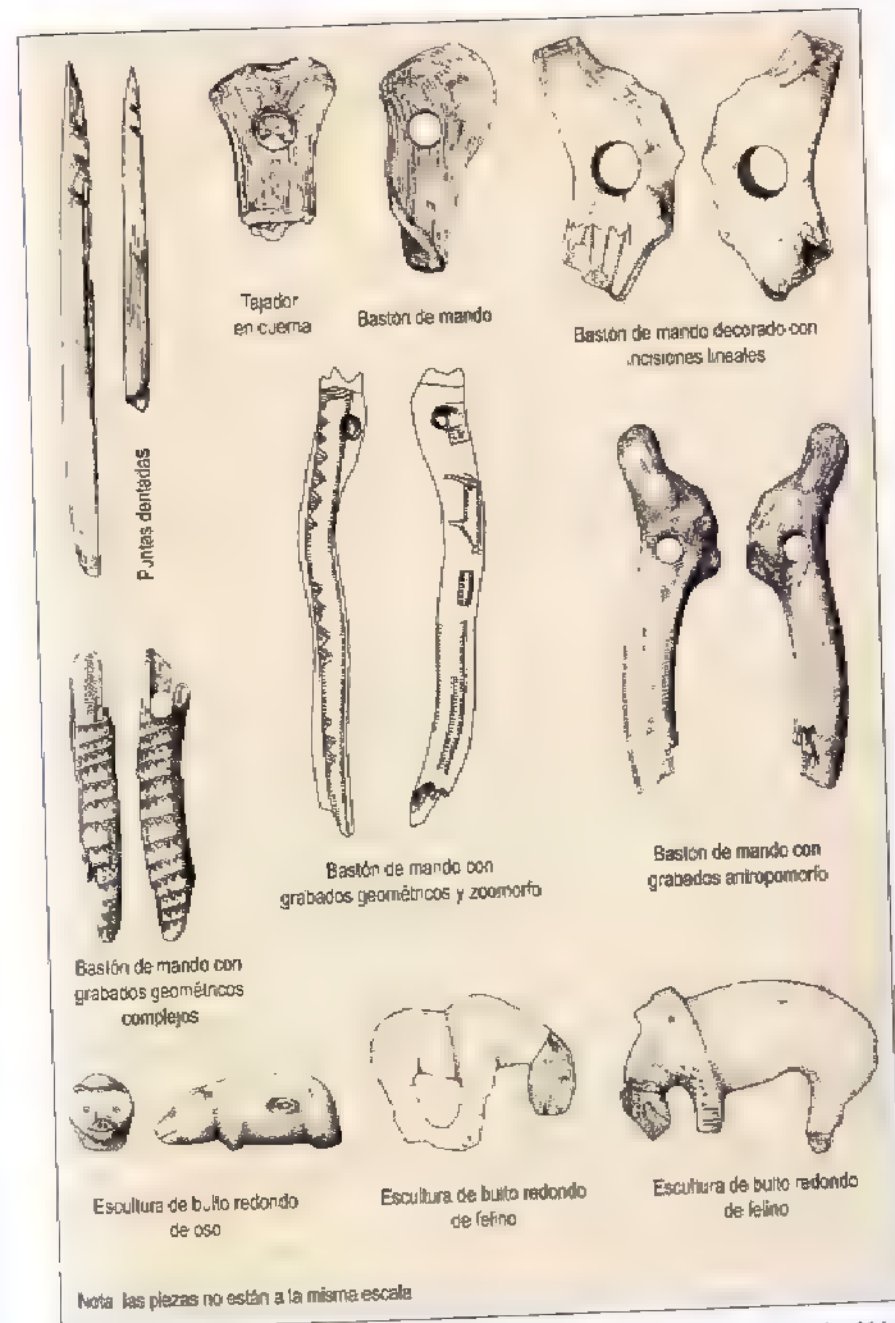 Tajador
en cuerna
Bastón de mando
Bastón de mando decorado con
incisiones lineales
Puntas dentadas
Bastón de mando con
grabados geométricos y zoomorfo
Bastón de mando con
grabados antropomorfo
Bastón de mando con
grabados geométricos
complejos
Escultura de bulto redondo
de oso
Escultura de bulto redondo
de felino
Escultura de bulto redondo
de felino
Nota las piezas no están a la misma escala